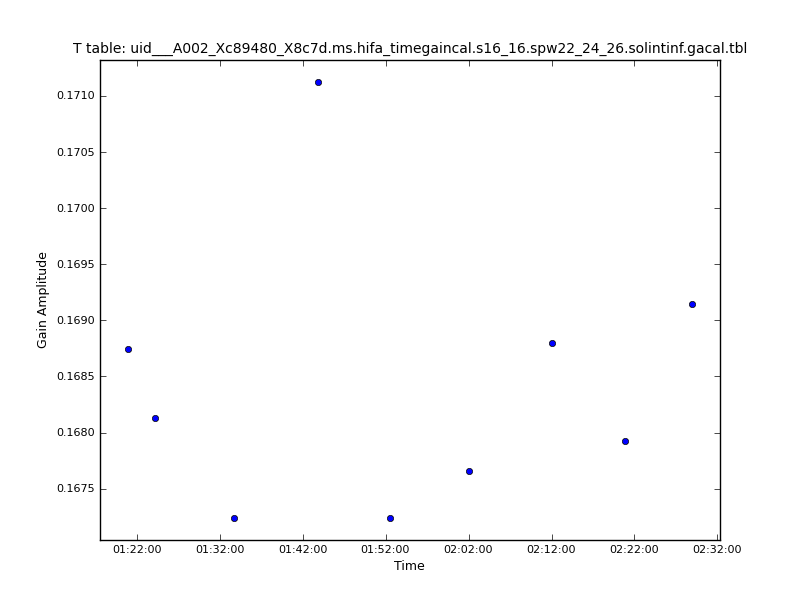 T table: uid___A002_Xc89480_X8c7d.ms.hifa_timegaincal.s16_16.spw22_24_26.solintinf.gacal.tbl
0.1710
0.1705
0.1700
0.1695
0.1690
0.1685
0.1680
0.1675
Gain Amplitude
01:22:00 01:32:00 01:42:00 01:52:00 02:02:00 02:12:00 02:22:00 02:32:00
Time